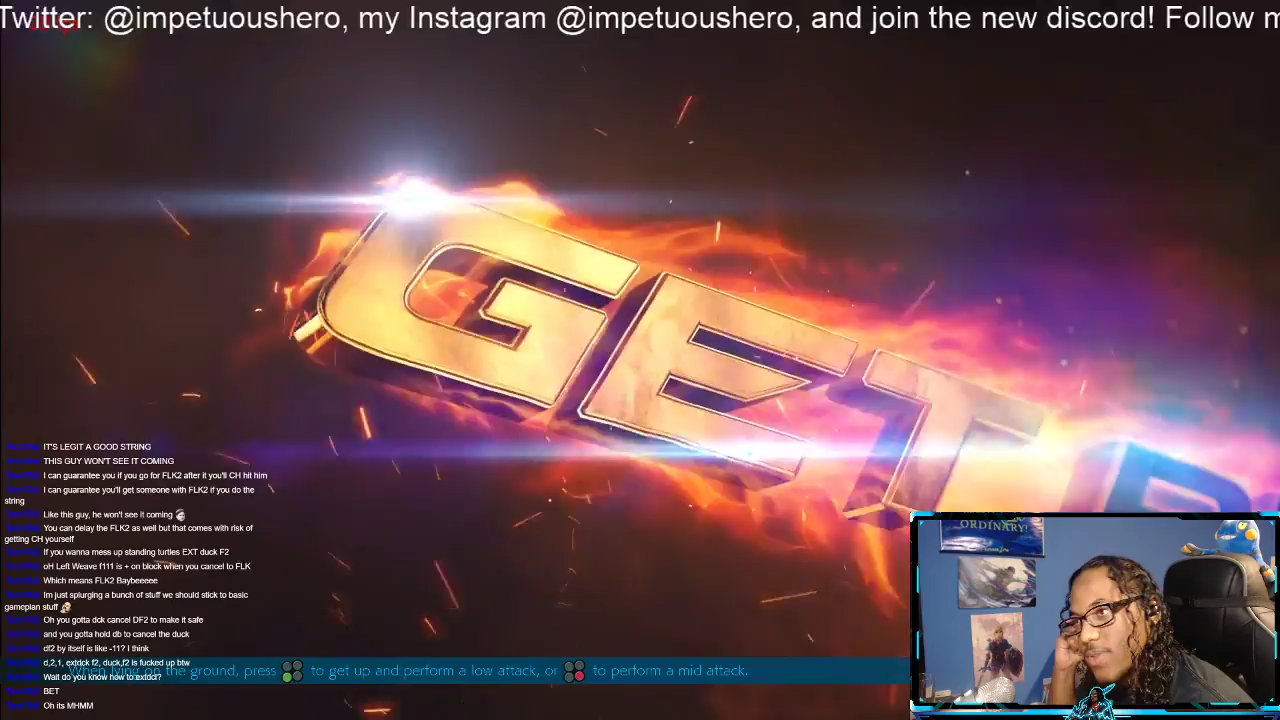 Twitter: @impetuoushero, my Instagram @impetuoushero, and join the new discord! Follow m
GET
ORDINARY!
IT'S LEGIT A GOOD STRING
THIS GUY WON'T SEE IT COMING
I can guarantee you if you go for FLK2 after it you'll CH hit him
I can guarantee you'll get someone with FLK2 if you do the
string
Like this guy, he won't see it coming
You can delay the FLK2 as well but that comes with risk of
getting CH yourself
If you wanna mess up standing turtles EXT duck F2
oH Left Weave f111 is + on block when you cancel to FLK
Which means FLK2 Baybeeeee
Im just splurging a bunch of stuff we should stick to basic
gameplan stuff
Oh you gotta dck cancel DF2 to make it safe
and you gotta hold db to cancel the duck
df2 by itself is like -11? I think
d,2,1, extdck f2, duck,f2 is fucked up btw
When lying on the ground, press to get up and perform a low attack, or to perform a mid attack.
Wait do you know how to extdd?
BET
Oh its MHMM